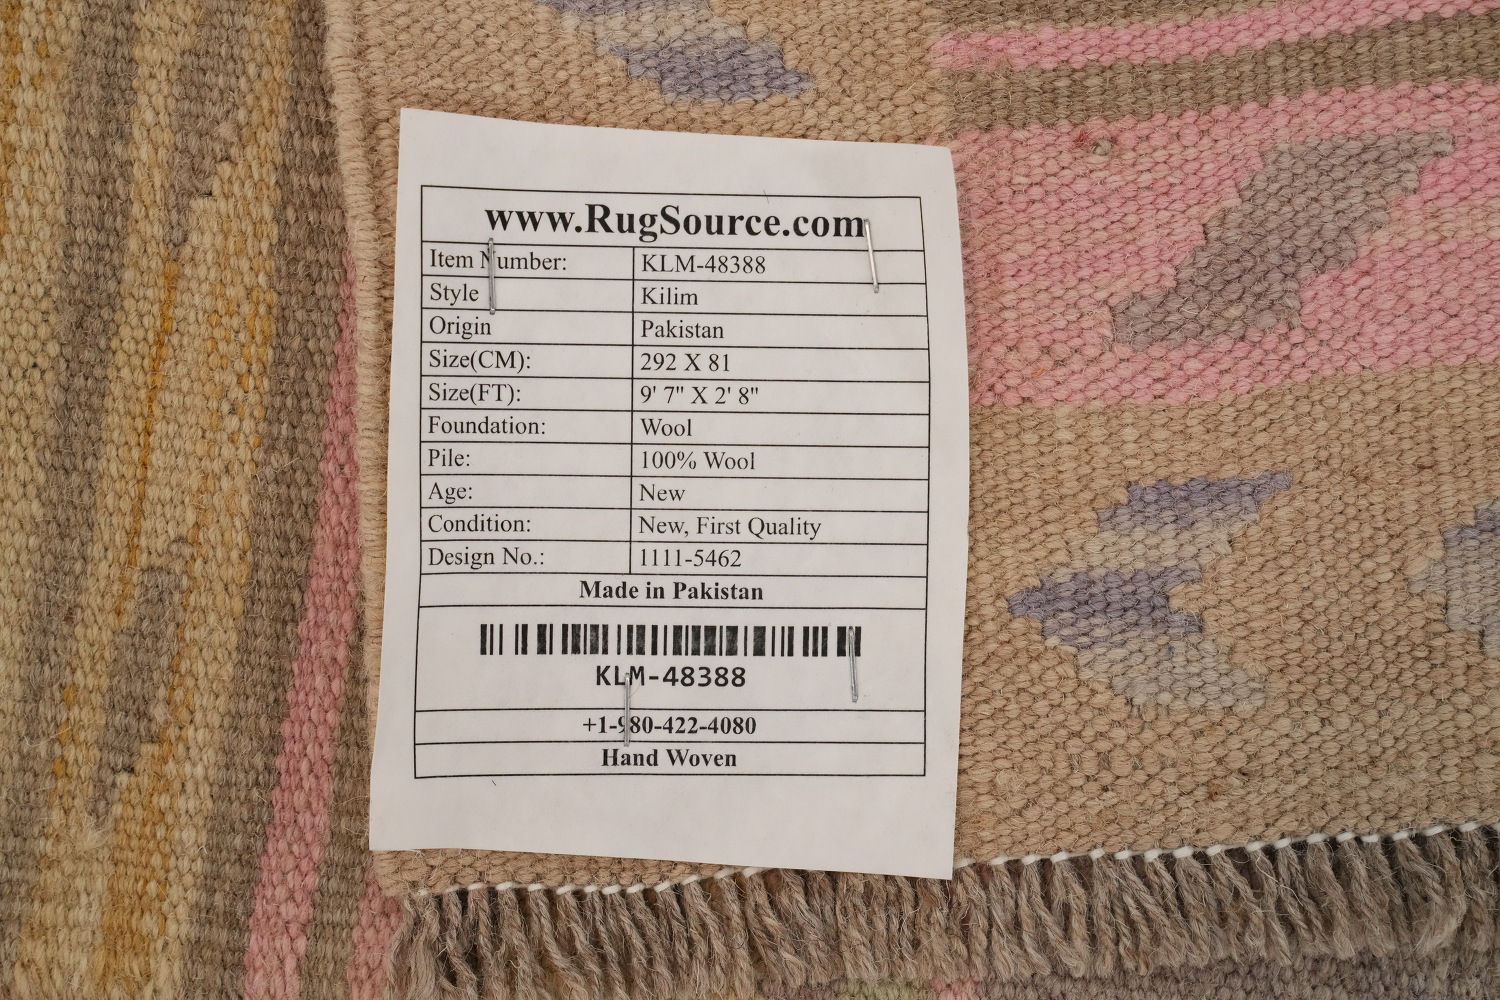 www.RugSource.com
Item Number: KLM-48388
Style Kilim
Origin Pakistan
Size(CM): 292 X 81
Size(FT): 9' 7" X 2' 8"
Foundation: Wool
Pile: 100% Wool
Age: New
Condition: New, First Quality
Design No.: 1111-5462
Made in Pakistan
KLM-48388
+1-980-422-4080
Hand Woven